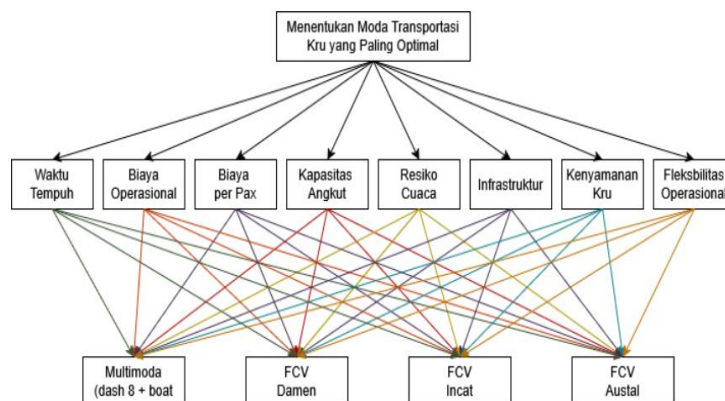 Menentukan Moda Transportasi
Kru yang Paling Optimal
Waktu
Tempuh
Biaya
Operasional
Biaya
per Pax
Kapasitas
Angkut
Resiko
Cuaca
Infrastruktur
Kenyamanan
Kru
Fleksbilitas
Operasional
Multimoda
(dash 8 + boat
FCV
Damen
FCV
Incat
FCV
Austal